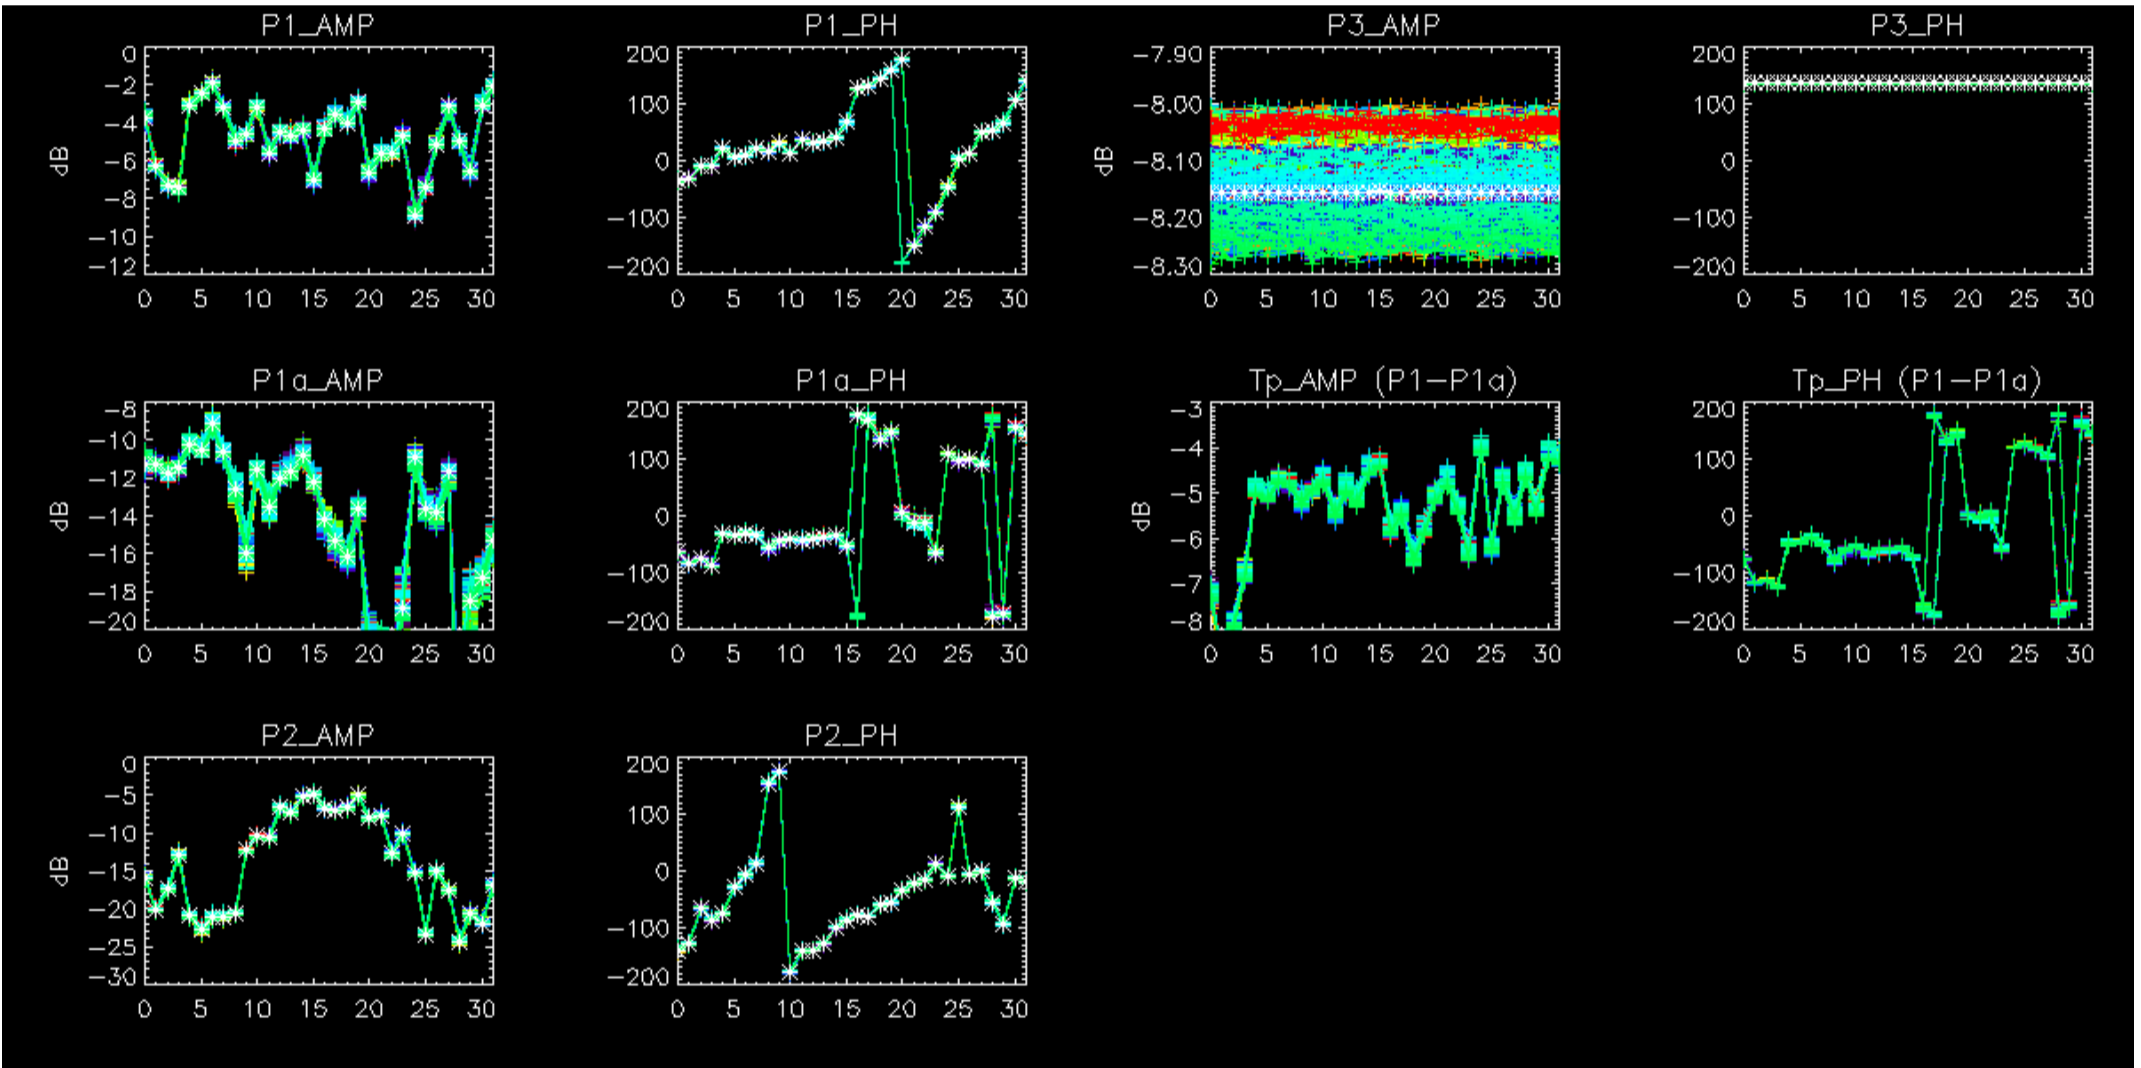 P1_AMP
0
−2
−4
−6
−8
−10
−12
dB
0 5 10 15 20 25 30
P1_PH
200
100
0
−100
−200
0 5 10 15 20 25 30
P3_AMP
−7.90
−8.00
−8.10
−8.20
−8.30
dB
0 5 10 15 20 25 30
P3_PH
200
100
0
−100
−200
0 5 10 15 20 25 30
P1a_AMP
−8
−10
−12
−14
−16
−18
−20
dB
0 5 10 15 20 25 30
P1a_PH
200
100
0
−100
−200
0 5 10 15 20 25 30
Tp_AMP (P1−P1a)
−3
−4
−5
−6
−7
−8
dB
0 5 10 15 20 25 30
Tp_PH (P1−P1a)
200
100
0
−100
−200
0 5 10 15 20 25 30
P2_AMP
0
−5
−10
−15
−20
−25
−30
dB
0 5 10 15 20 25 30
P2_PH
200
100
0
−100
−200
0 5 10 15 20 25 30